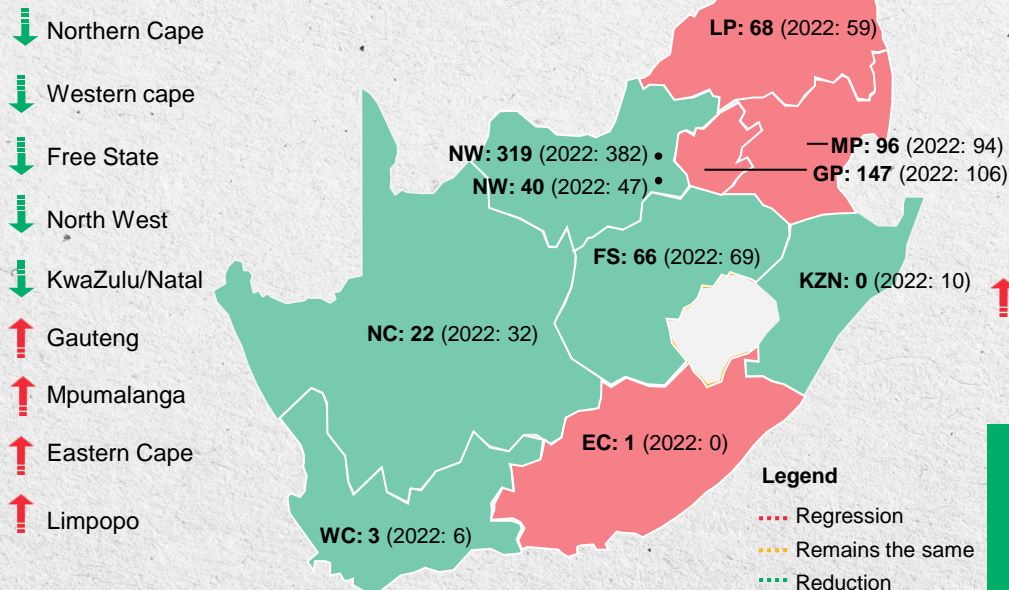 Northern Cape
Western cape
Free State
North West
KwaZulu/Natal
Gauteng
Mpumalanga
Eastern Cape
Limpopo
LP: 68 (2022: 59)
MP: 96 (2022: 94)
GP: 147 (2022: 106)
NW: 319 (2022: 382)
NW: 40 (2022: 47)
FS: 66 (2022: 69)
KZN: 0 (2022: 10)
NC: 22 (2022: 32)
EC: 1 (2022: 0)
WC: 3 (2022: 6)
Legend
Regression
Remains the same
Reduction